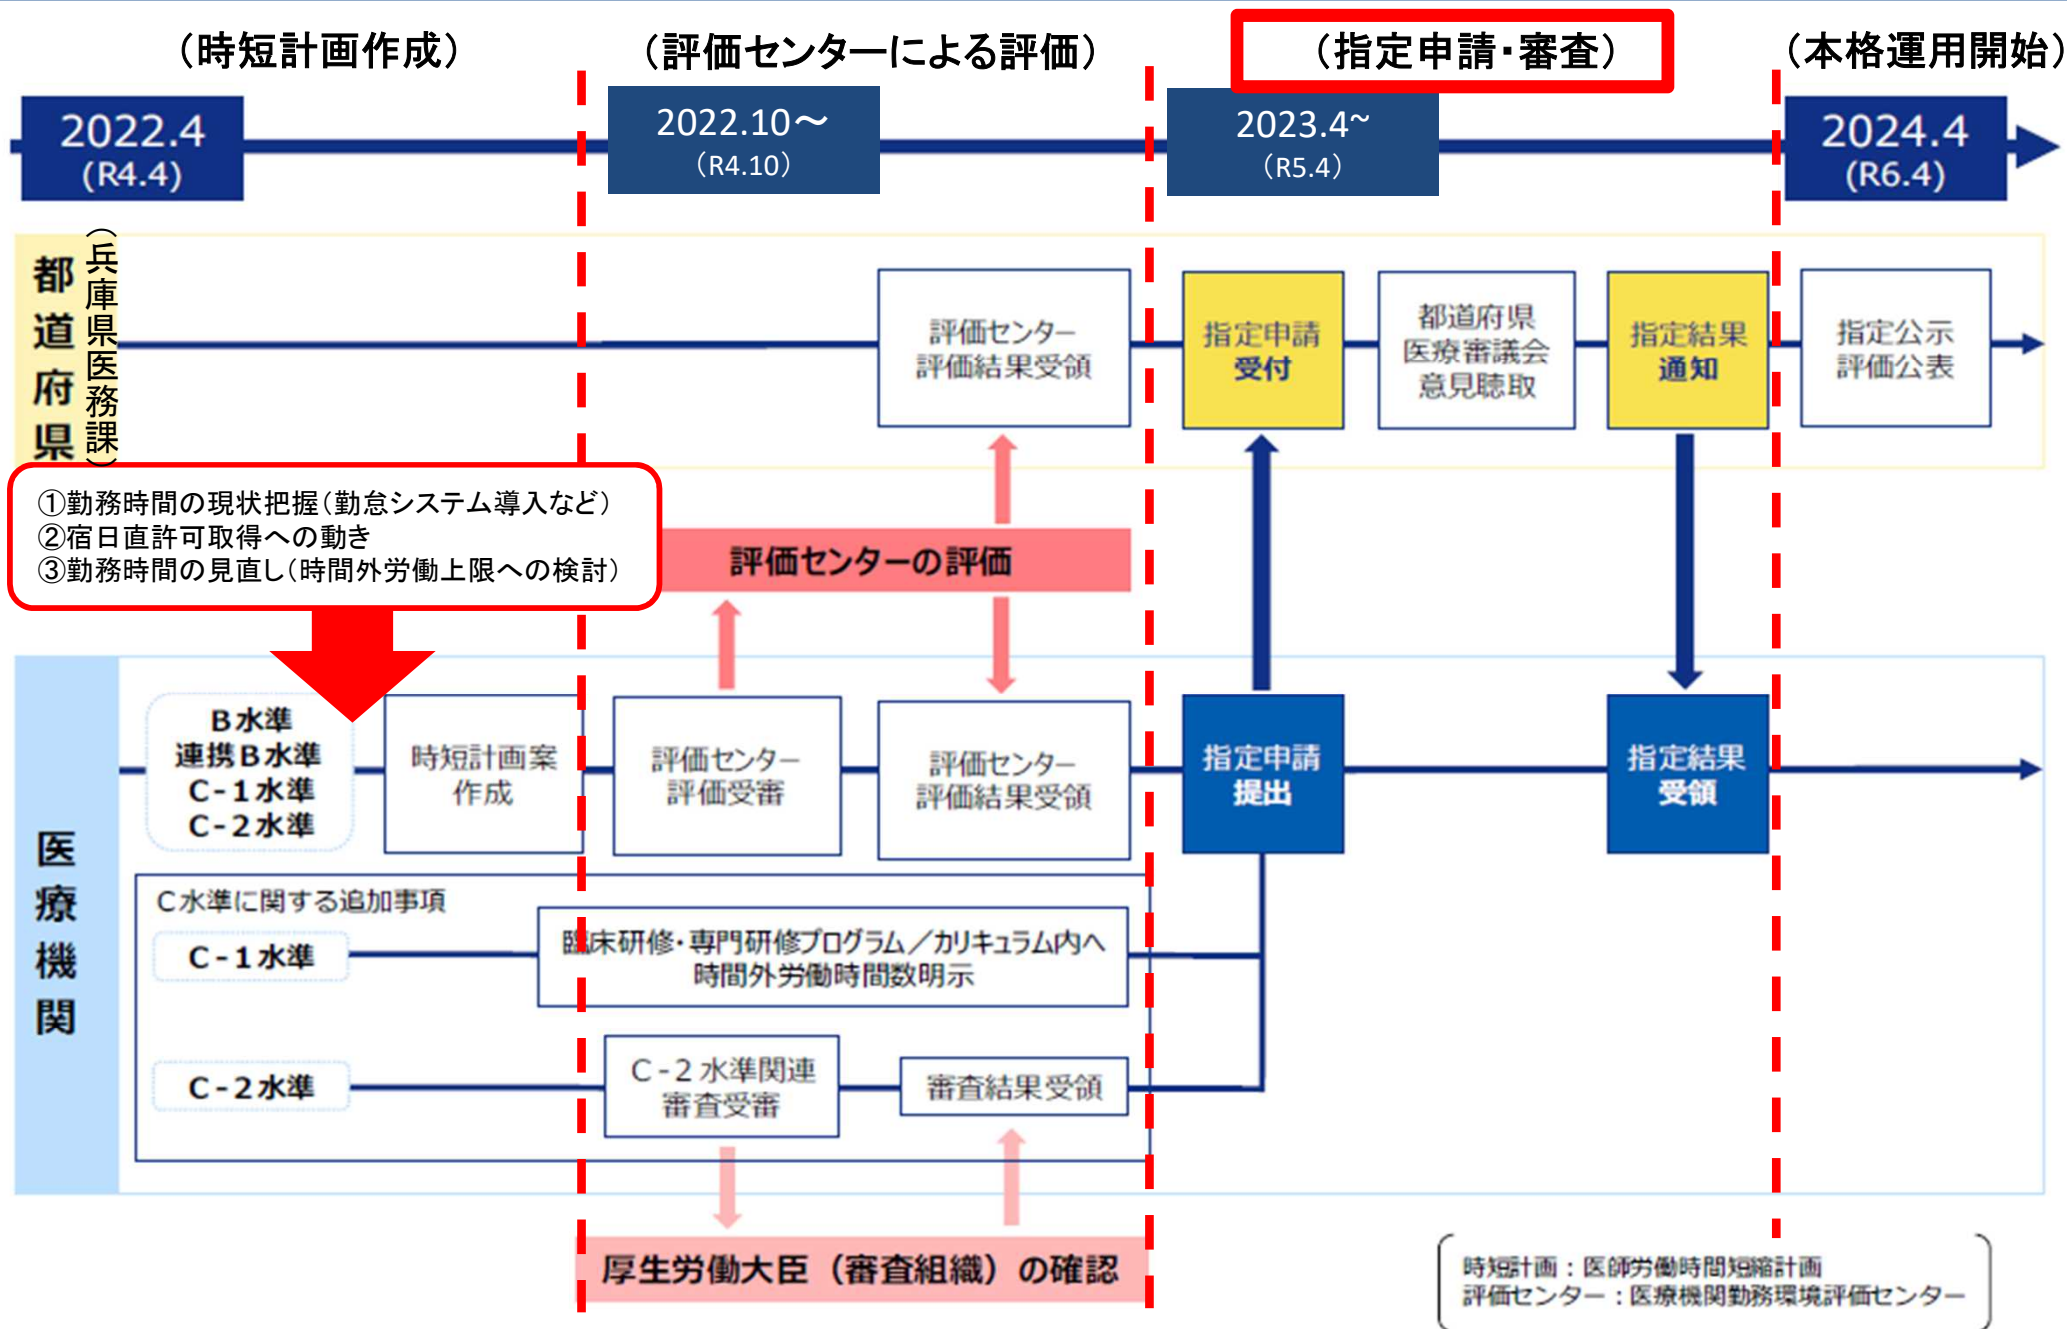 （時短計画作成）
（評価センターによる評価）
（指定申請・審査）
（本格運用開始）
2022.4
（R4.4）
2022.10～
（R4.10）
2023.4~
（R5.4）
2024.4
（R6.4）
都道府県
（兵庫県医務課）
評価センター
評価結果受領
指定申請
受付
都道府県
医療審議会
意見聴取
指定結果
通知
指定公示
評価公表
①勤務時間の現状把握（勤怠システム導入など）
②宿日直許可取得への動き
③勤務時間の見直し（時間外労働上限への検討）
評価センターの評価
医療機関
B水準
連携B水準
C-1水準
C-2水準
時短計画案
作成
評価センター
評価受審
評価センター
評価結果受領
指定申請
提出
指定結果
受領
C水準に関する追加事項
C-1水準
臨床研修・専門研修プログラム／カリキュラム内へ
時間外労働時間数明示
C-2水準
C-2水準関連
審査受審
審査結果受領
厚生労働大臣（審査組織）の確認
時短計画：医師労働時間短縮計画
評価センター：医療機関勤務環境評価センター